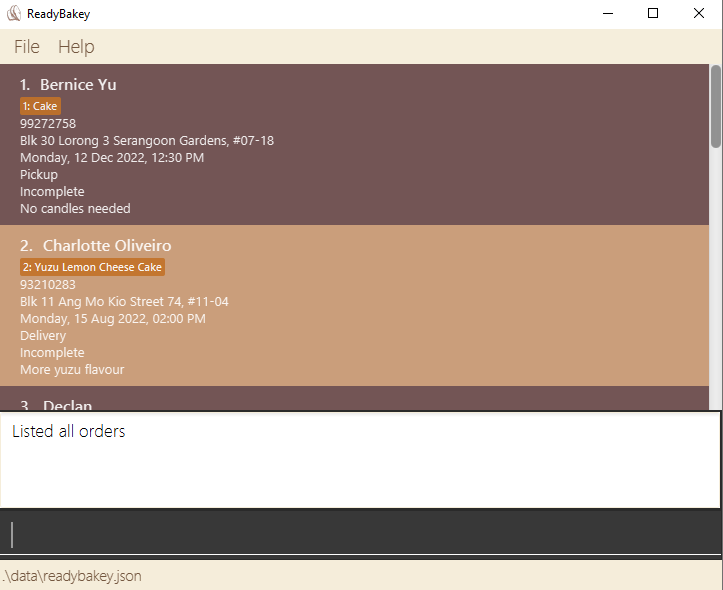 ReadyBakey
File Help
1. Bernice Yu
1: Cake
99272758
Blk 30 Lorong 3 Serangoon Gardens, #07-18
Monday, 12 Dec 2022, 12:30 PM
Pickup
Incomplete
No candles needed
2. Charlotte Oliveiro
2: Yuzu Lemon Cheese Cake
93210283
Blk 11 Ang Mo Kio Street 74, #11-04
Monday, 15 Aug 2022, 02:00 PM
Delivery
Incomplete
More yuzu flavour
3. Declan
Listed all orders
.\data\readybakey.json